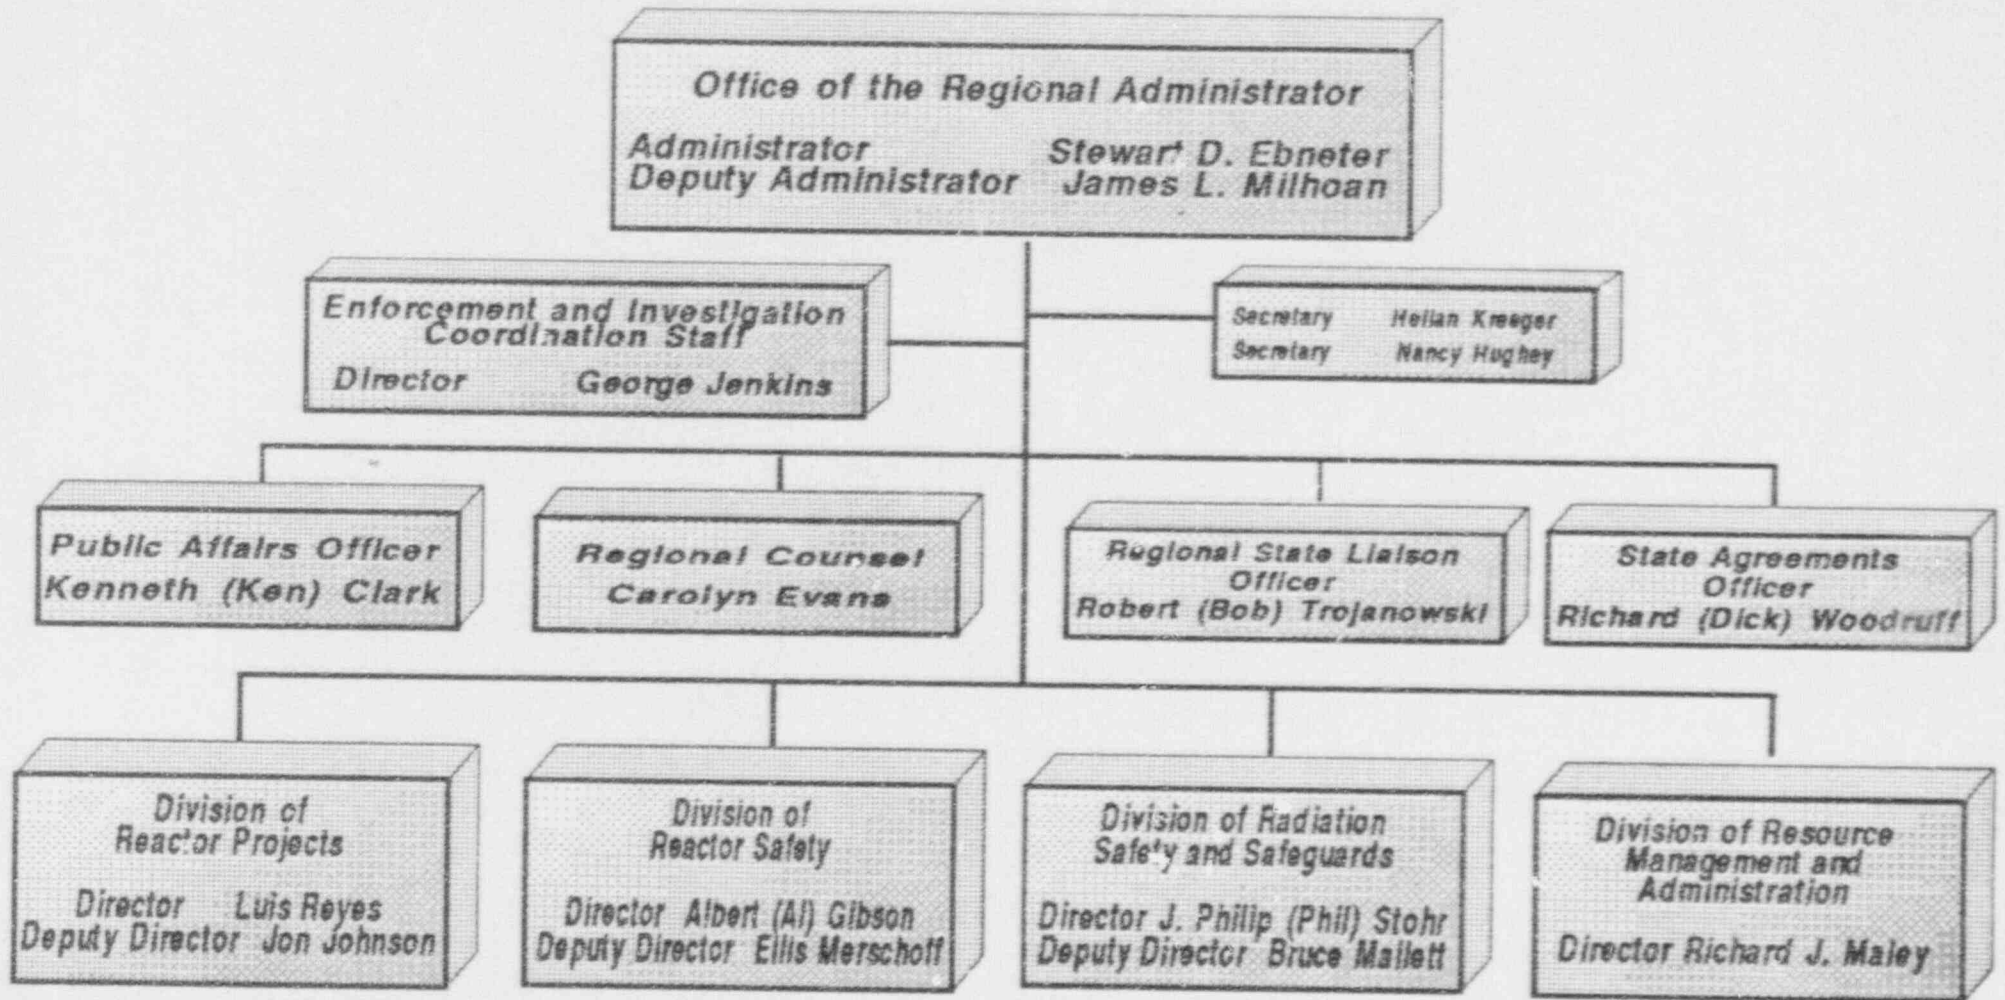 Office of the Regional Administrator
Administrator Stewart D. Ebneter
Deputy Administrator James L. Milhoan
Enforcement and Investigation
Coordination Staff
Director George Jenkins
Secretary Helian Kreeger
Secretary Nancy Hughey
Public Affairs Officer
Kenneth (Ken) Clark
Regional Counsel
Carolyn Evans
Regional State Liaison
Officer
Robert (Bob) Trojanowski
State Agreements
Officer
Richard (Dick) Woodruff
Division of
Reactor Projects
Director Luis Reyes
Deputy Director Jon Johnson
Division of
Reactor Safety
Director Albert (Al) Gibson
Deputy Director Ellis Merschoff
Division of Radiation
Safety and Safeguards
Director J. Philip (Phil) Stohr
Deputy Director Bruce Mallett
Division of Resource
Management and
Administration
Director Richard J. Maley